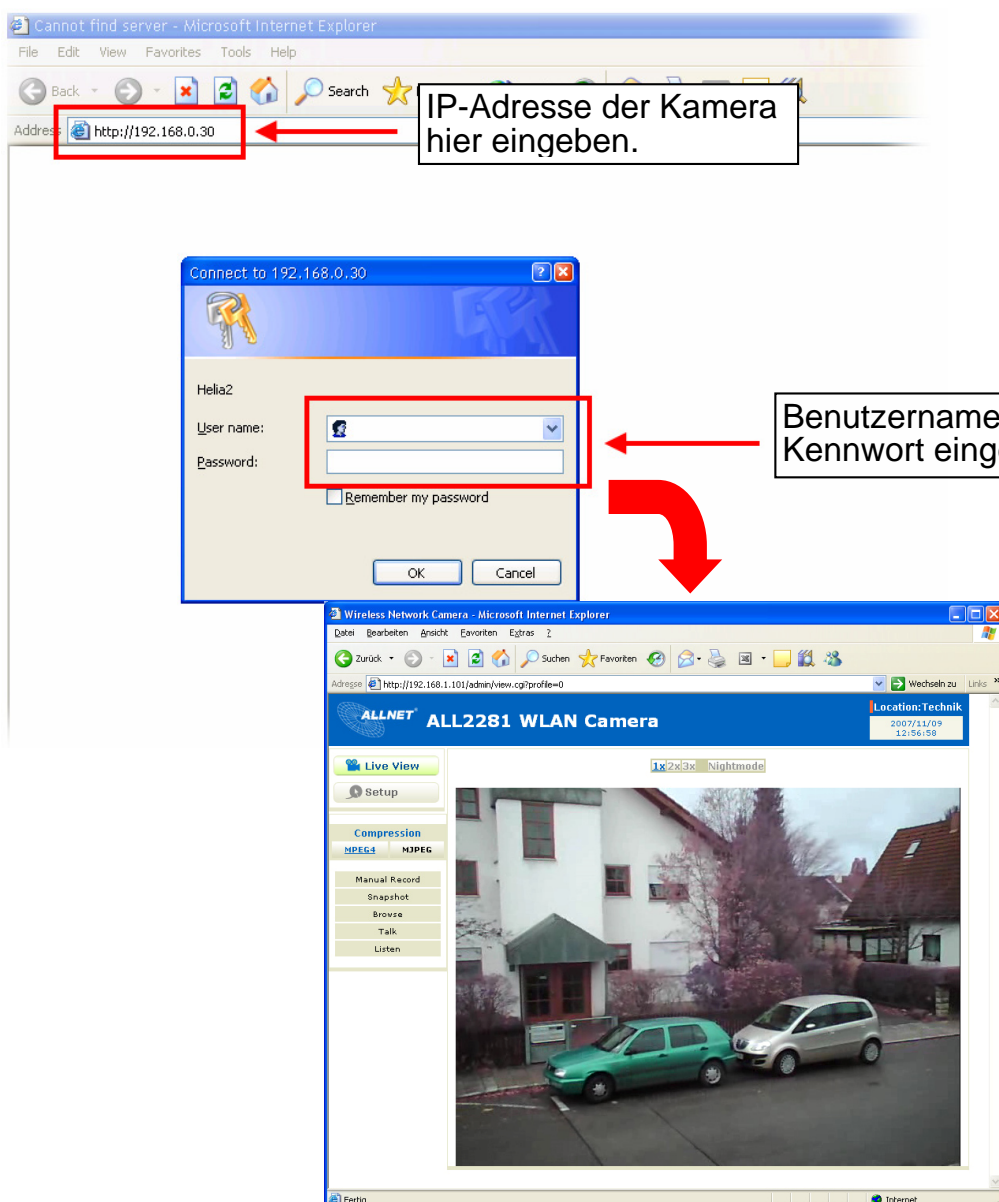 Cannot find server - Microsoft Internet Explorer
File Edit View Favorites Tools Help
Back Search
Address http://192.168.0.30
IP-Adresse der Kamera
hier eingeben.
Connect to 192.168.0.30
Helia2
User name:
Password:
Remember my password
OK Cancel
Benutzername
Kennwort
Wireless Network Camera - Microsoft Internet Explorer
Datei Bearbeiten Ansicht Favoriten Extras ?
Zurück Suchen Favoriten
Adresse http://192.168.1.101/admin/view.cgi?profile=0 Wechseln zu Links »
ALLNET ALL2281 WLAN Camera
Location:Technik
2007/11/09
12:56:58
Live View
Setup
1x 2x 3x Nightmode
Compression
MPEG4 MJPEG
Manual Record
Snapshot
Browse
Talk
Listen
Fertig Internet